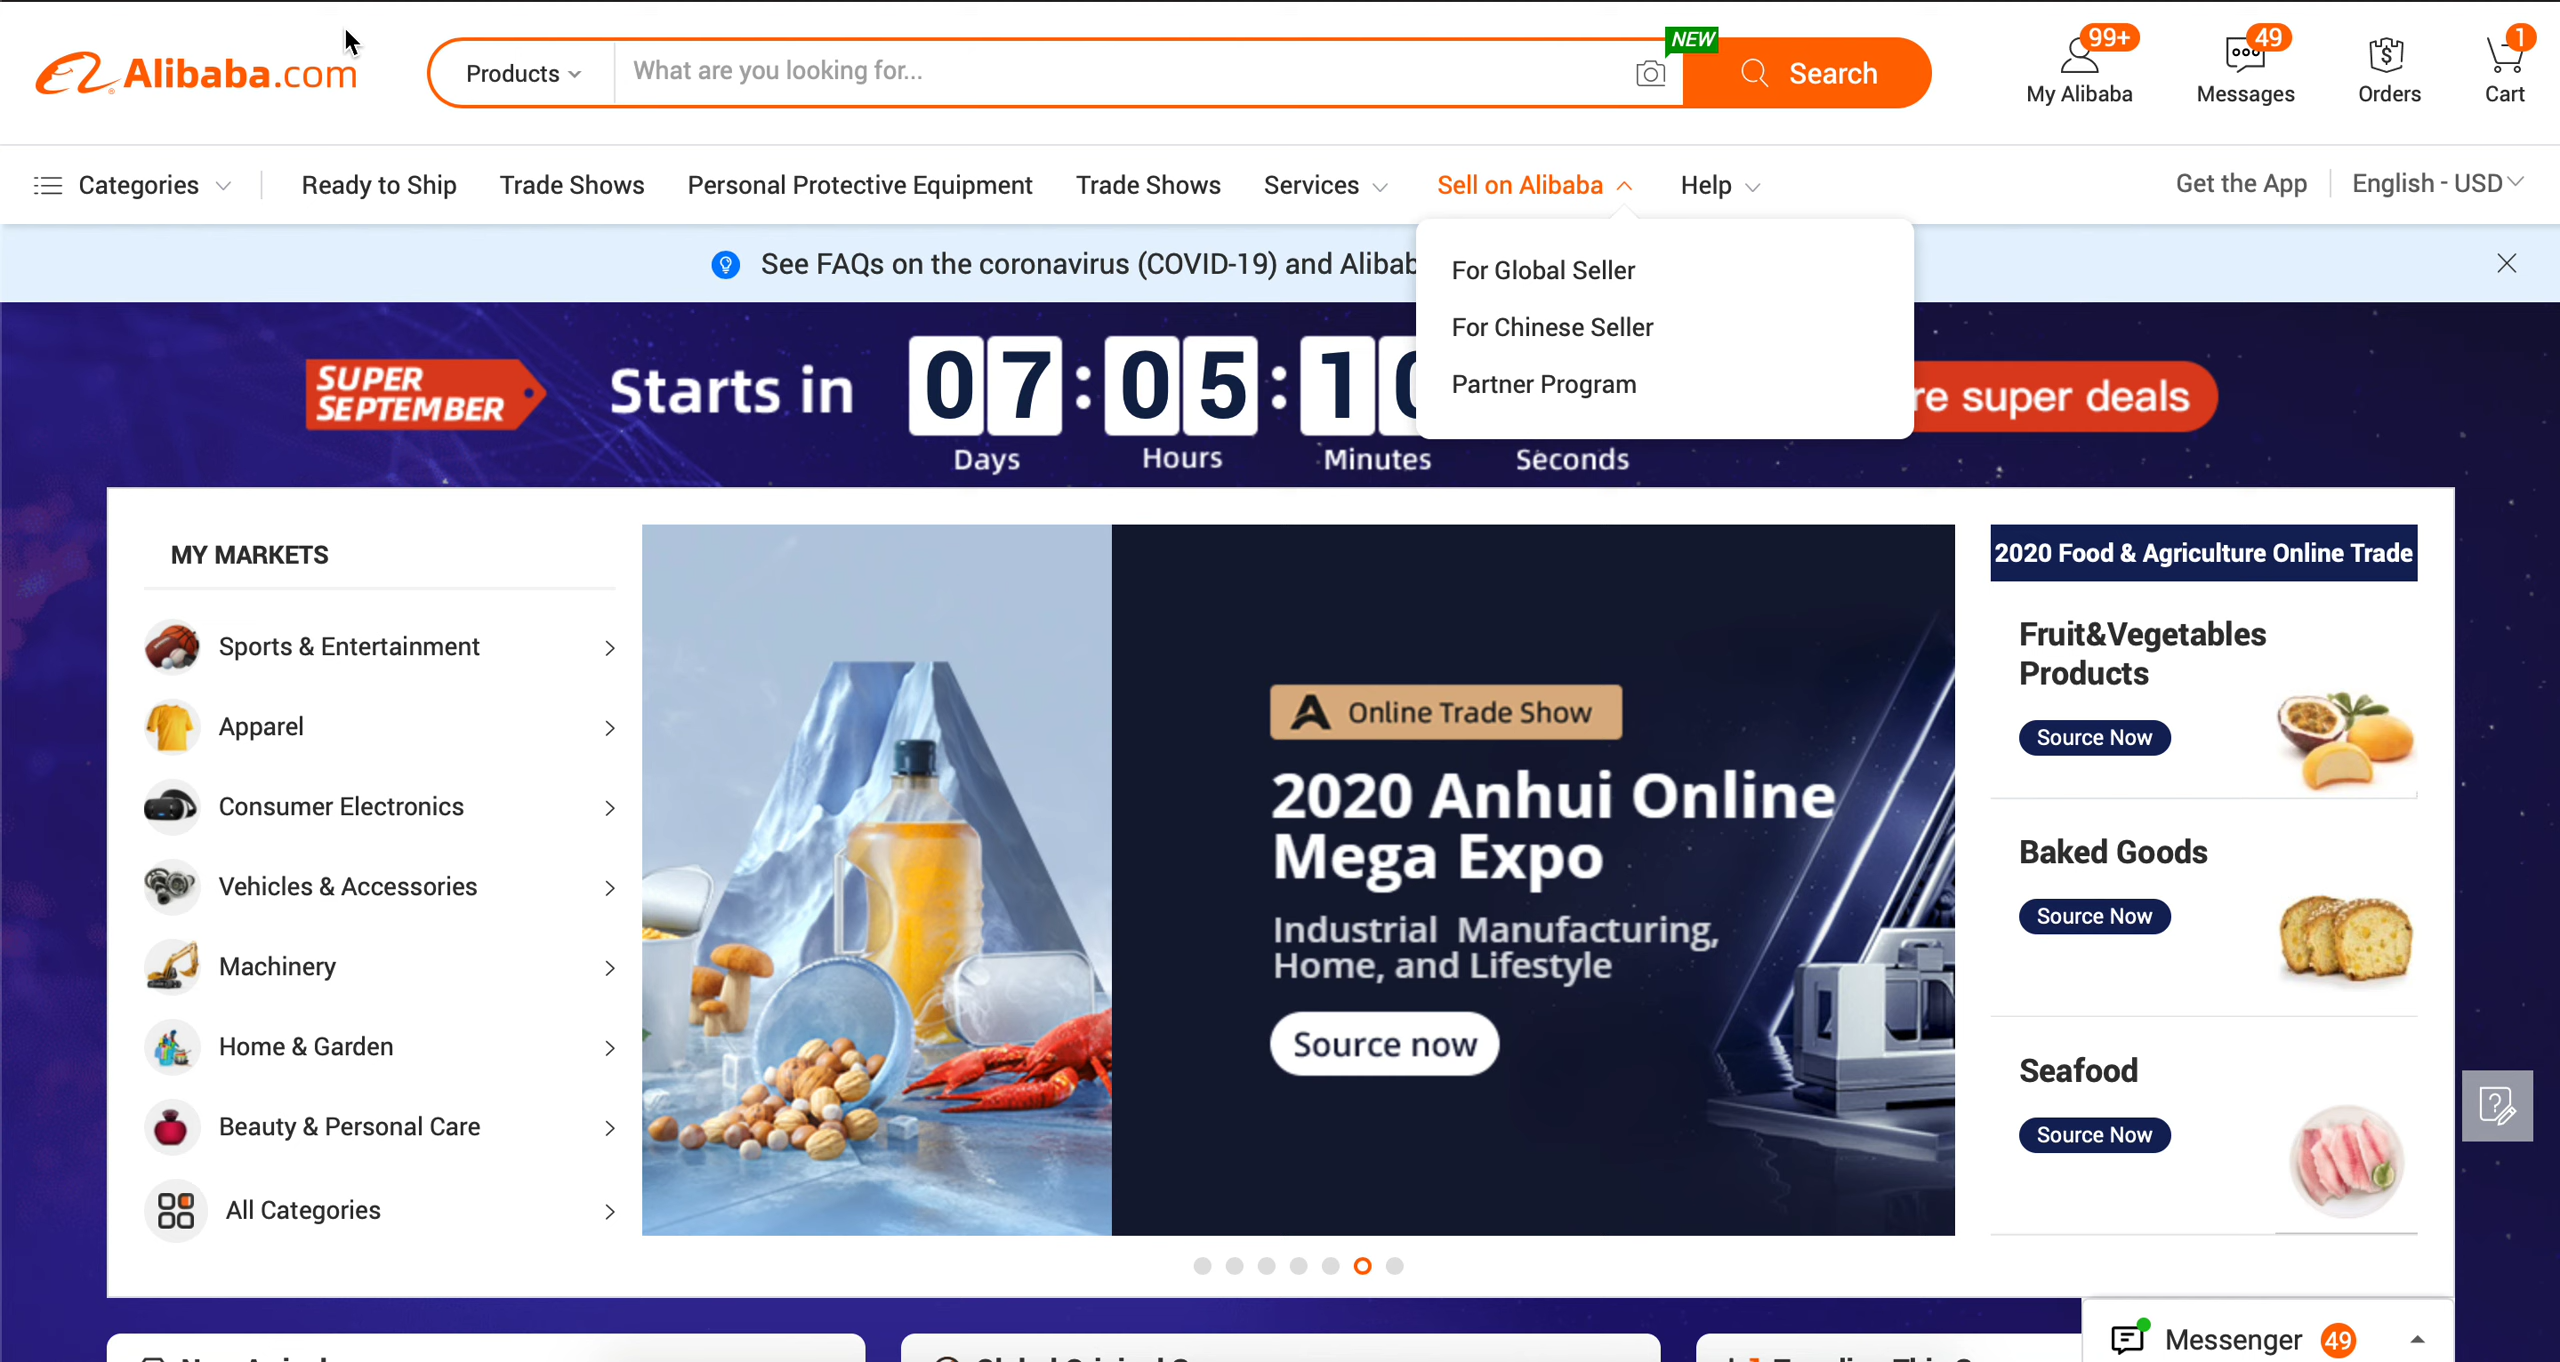 Alibaba.com
Products
What are you looking for...
NEW
Search
99+
My Alibaba
49
Messages
Orders
1
Cart
Categories
Ready to Ship
Trade Shows
Personal Protective Equipment
Trade Shows
Services
Sell on Alibaba
Help
Get the App
English - USD
See FAQs on the coronavirus (COVID-19) and Alibab
For Global Seller
For Chinese Seller
Partner Program
SUPER
SEPTEMBER
Starts in
07 : 05 : 10
Days
Hours
Minutes
Seconds
re super deals
MY MARKETS
Sports & Entertainment
Apparel
Consumer Electronics
Vehicles & Accessories
Machinery
Home & Garden
Beauty & Personal Care
All Categories
Online Trade Show
2020 Anhui Online
Mega Expo
Industrial Manufacturing,
Home, and Lifestyle
Source now
2020 Food & Agriculture Online Trade
Fruit&Vegetables
Products
Source Now
Baked Goods
Source Now
Seafood
Source Now
Messenger 49